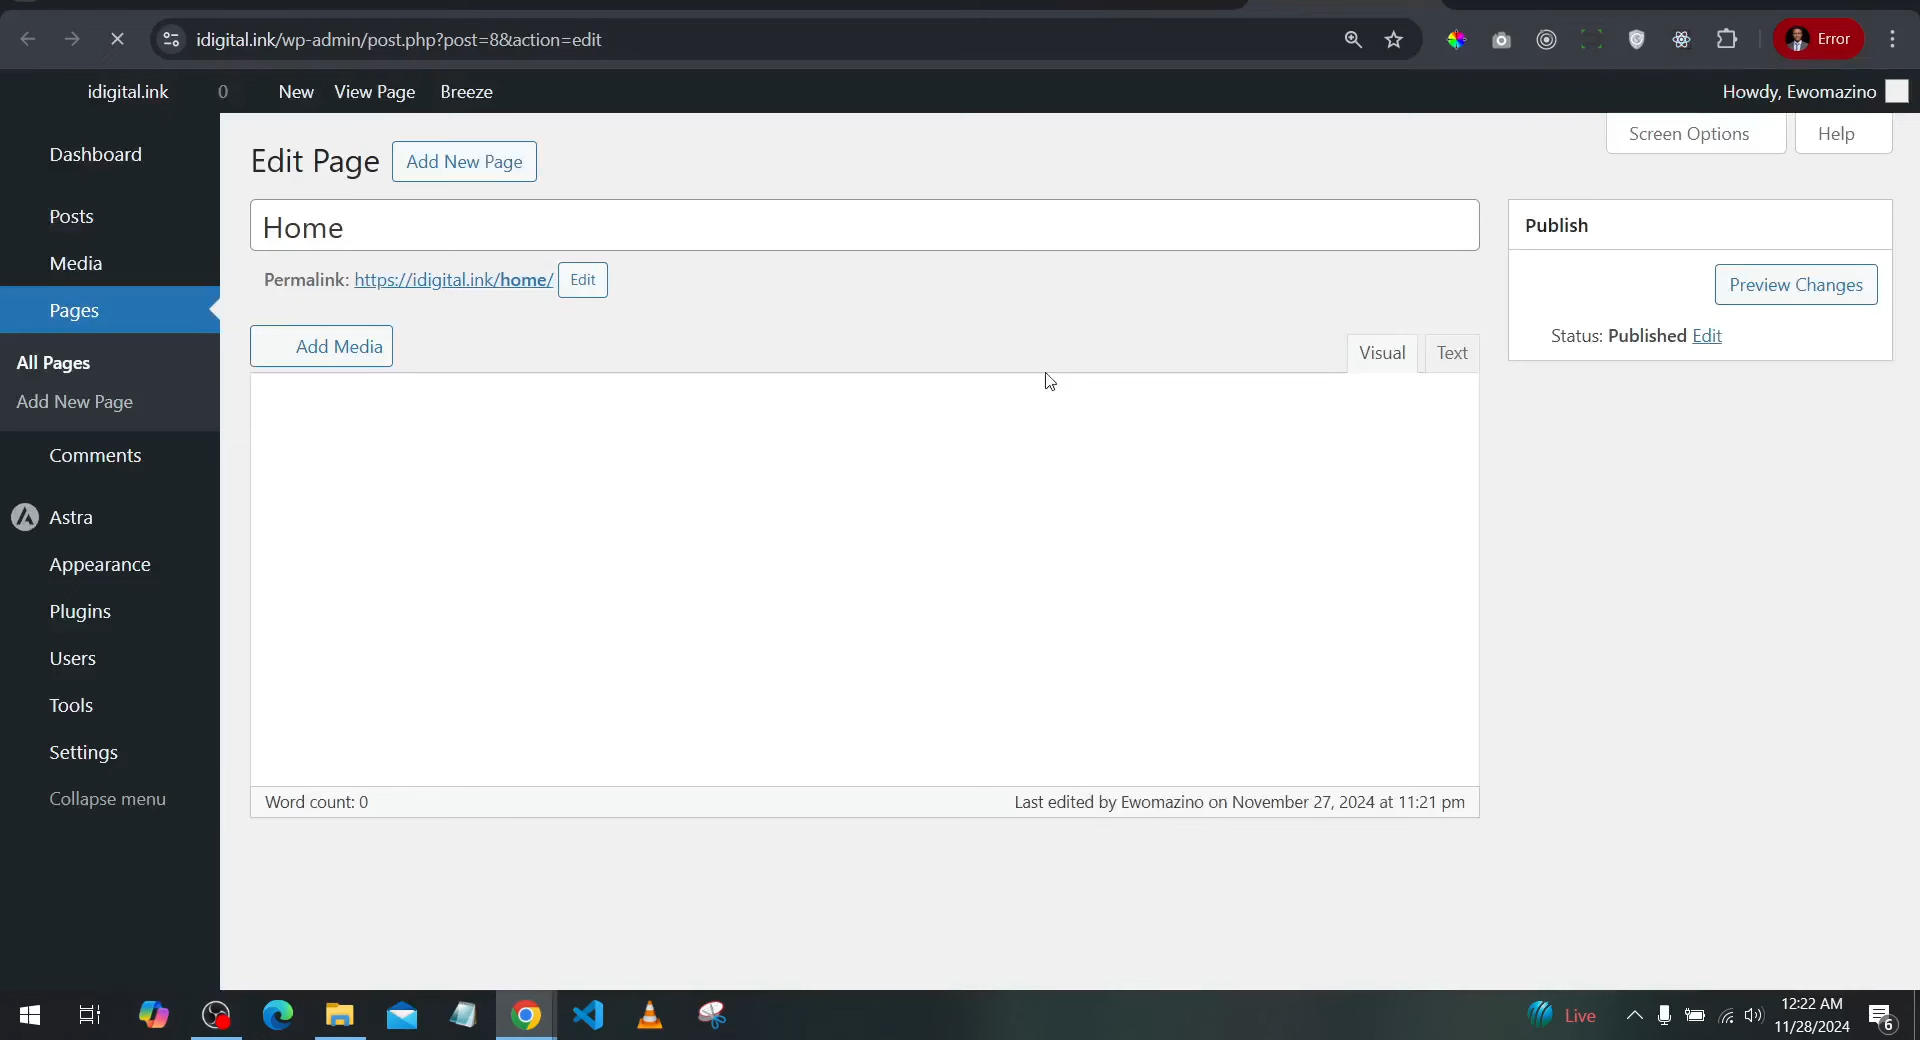 idigital.ink/wp-admin/post.php?post=8&action=edit
Error
idigital.ink
0
New
View Page
Breeze
Howdy, Ewomazino
Screen Options
Help
Dashboard
Posts
Media
Pages
All Pages
Add New Page
Comments
Astra
Appearance
Plugins
Users
Tools
Settings
Collapse menu
Edit Page
Add New Page
Home
Permalink: https://idigital.ink/home/ Edit
Add Media
Visual
Text
Word count: 0
Last edited by Ewomazino on November 27, 2024 at 11:21 pm
Publish
Preview Changes
Status: Published Edit
Live
12:22 AM
11/28/2024
6